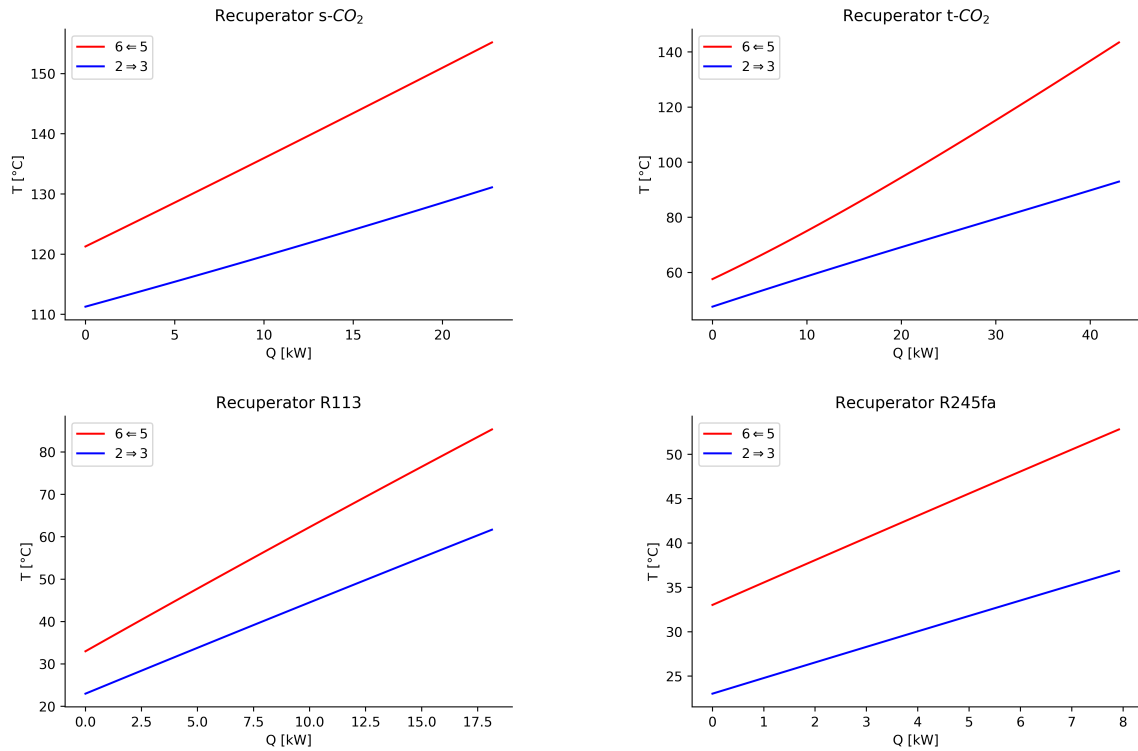 Recuperator s-CO₂
6⇐5
2⇒3
T [°C]
150
140
130
120
110
0 5 10 15 20
Q [kW]
Recuperator t-CO₂
6⇐5
2⇒3
T [°C]
140
120
100
80
60
0 10 20 30 40
Q [kW]
Recuperator R113
6⇐5
2⇒3
T [°C]
80
70
60
50
40
30
20
0.0 2.5 5.0 7.5 10.0 12.5 15.0 17.5
Q [kW]
Recuperator R245fa
6⇐5
2⇒3
T [°C]
50
45
40
35
30
25
0 1 2 3 4 5 6 7 8
Q [kW]